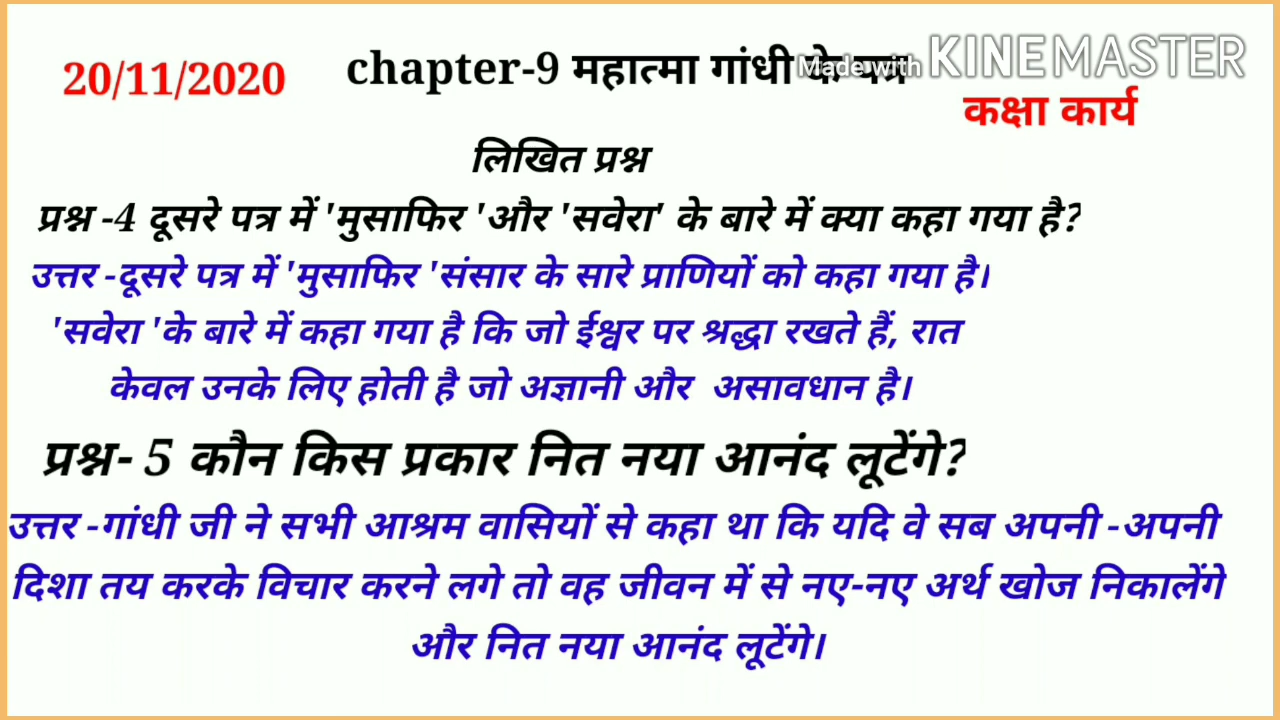 20/11/2020
chapter-9 महात्मा गांधी के पत्र
Made with KINEMASTER
कक्षा कार्य
लिखित प्रश्न
प्रश्न -4 दूसरे पत्र में 'मुसाफिर 'और 'सवेरा' के बारे में क्या कहा गया है?
उत्तर -दूसरे पत्र में 'मुसाफिर 'संसार के सारे प्राणियों को कहा गया है।
'सवेरा 'के बारे में कहा गया है कि जो ईश्वर पर श्रद्धा रखते हैं, रात
केवल उनके लिए होती है जो अज्ञानी और असावधान है।
प्रश्न- 5 कौन किस प्रकार नित नया आनंद लूटेंगे?
उत्तर -गांधी जी ने सभी आश्रम वासियों से कहा था कि यदि वे सब अपनी -अपनी
दिशा तय करके विचार करने लगे तो वह जीवन में से नए-नए अर्थ खोज निकालेंगे
और नित नया आनंद लूटेंगे।